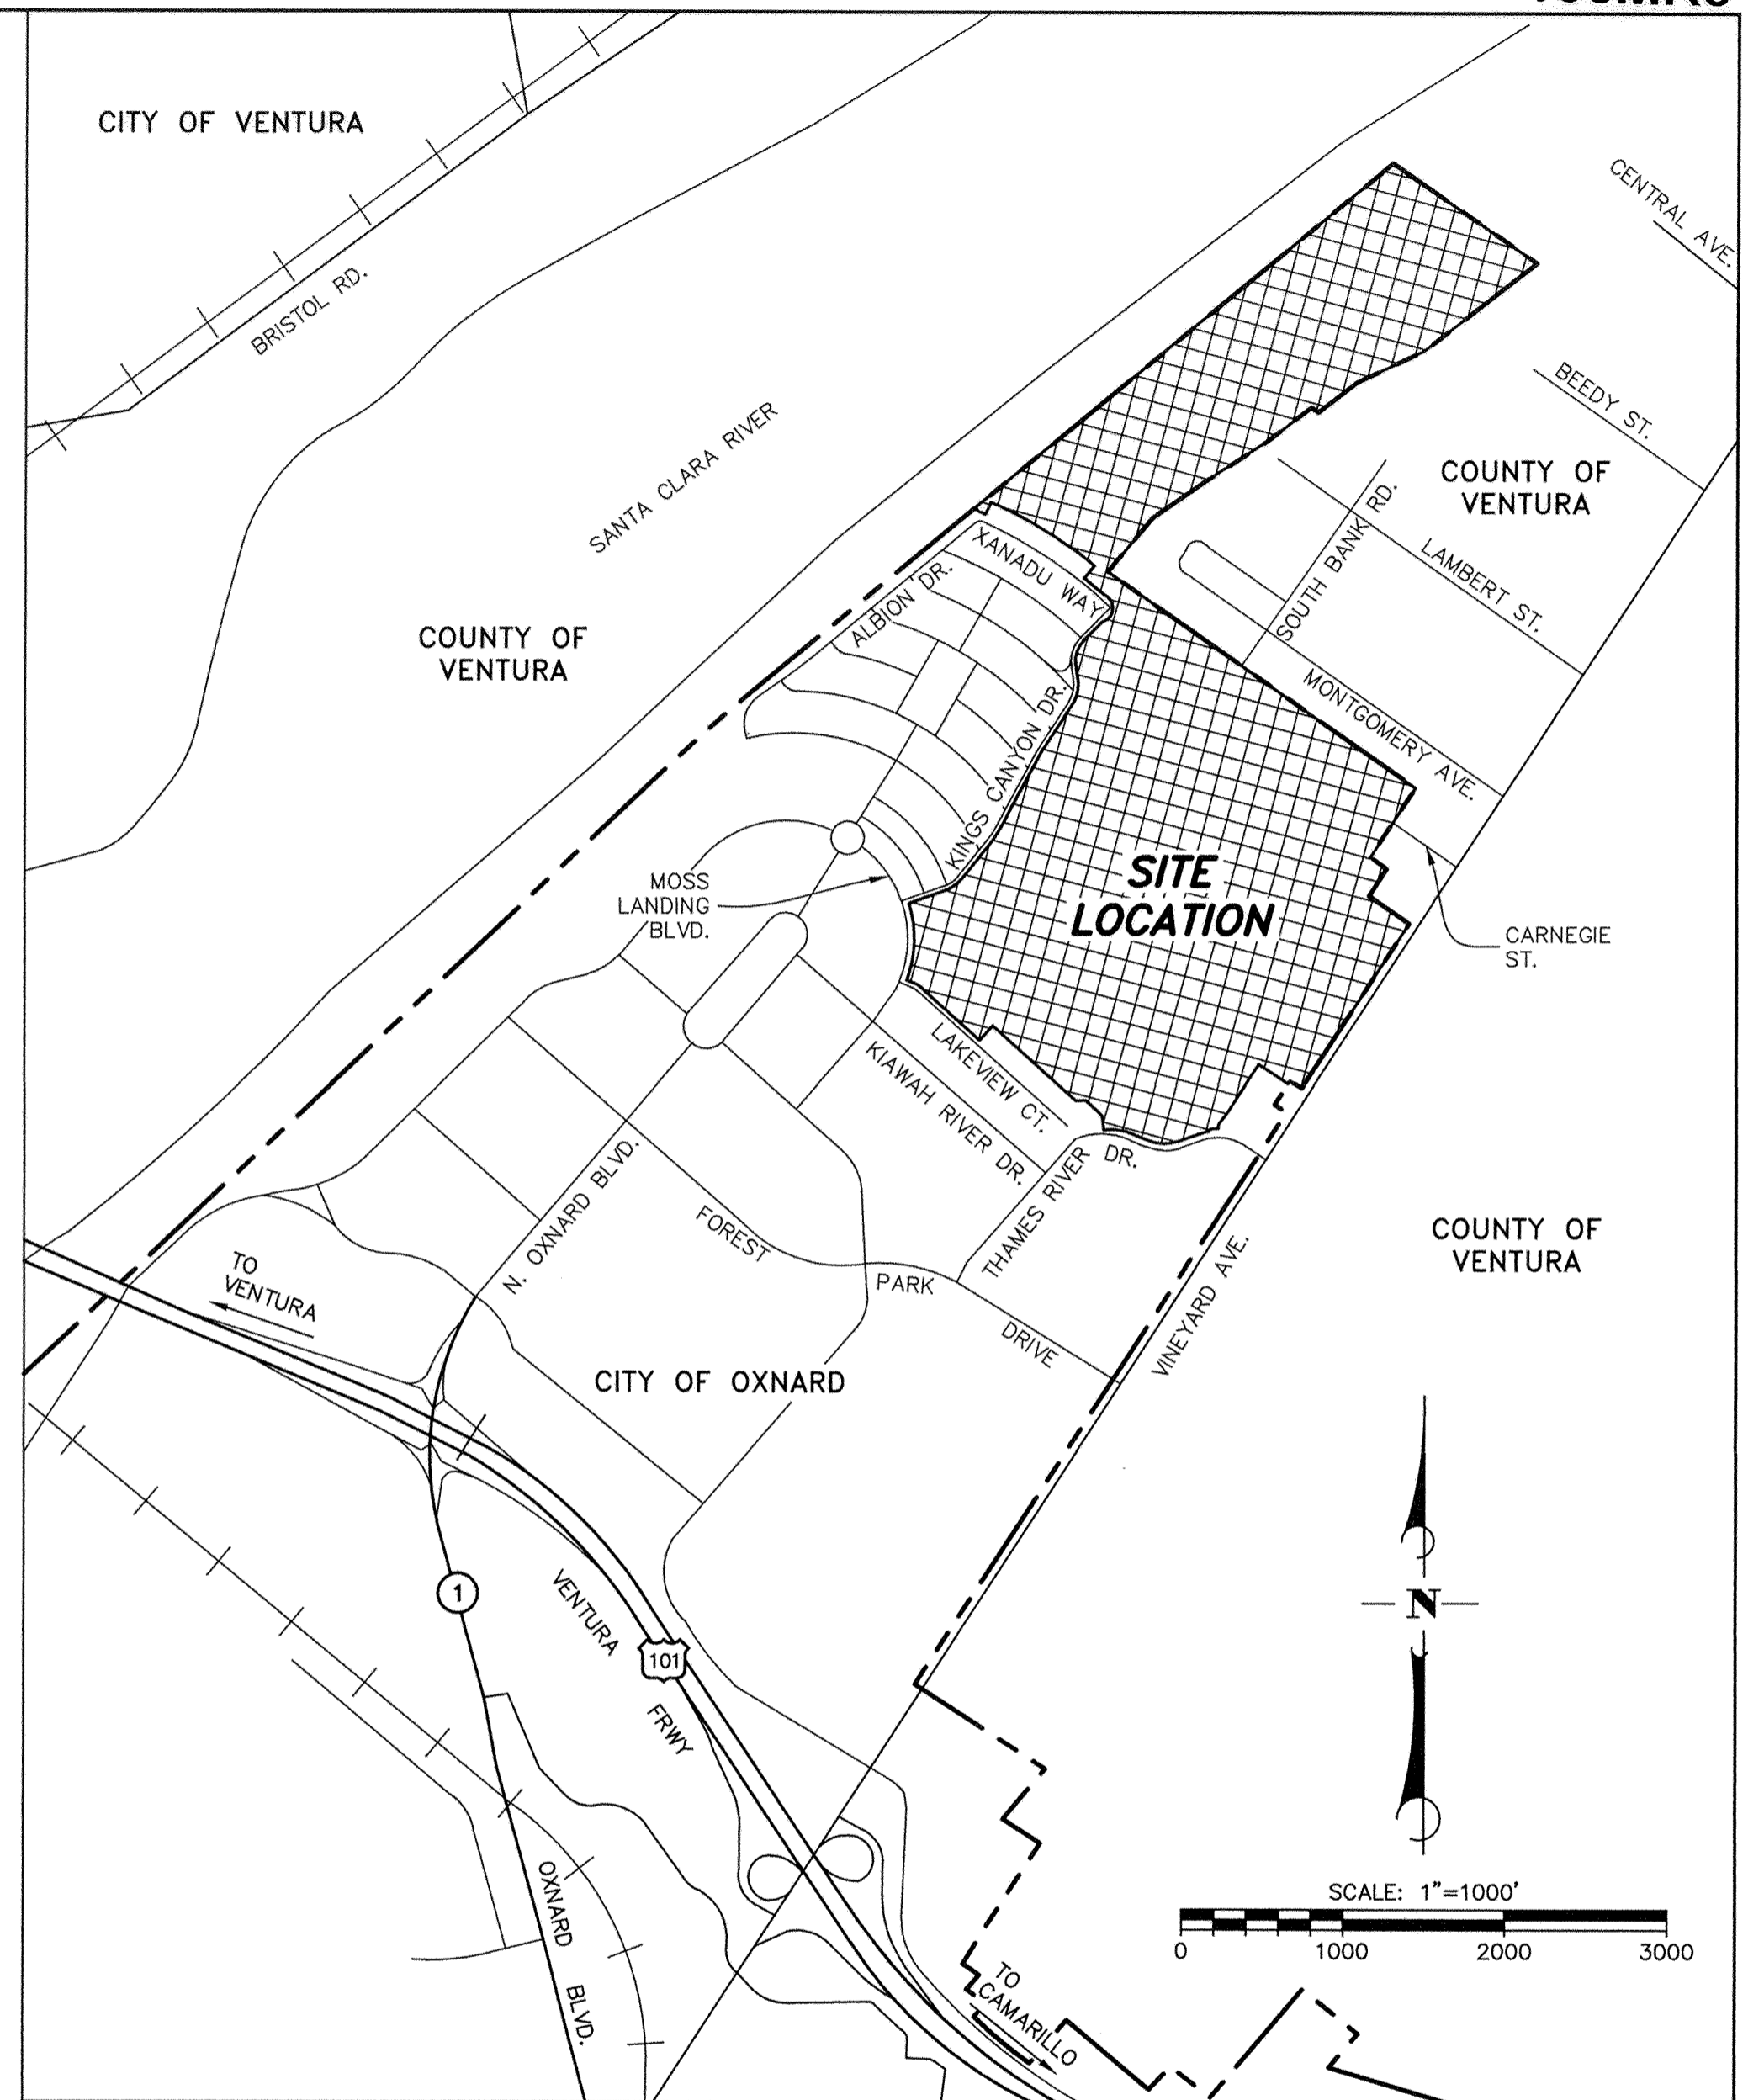 CITY OF VENTURA
BRISTOL RD.
SANTA CLARA RIVER
CENTRAL AVE.
BEEDY ST.
COUNTY OF
VENTURA
SOUTH BANK RD.
LAMBERT ST.
XANADU WAY
ALBION DR.
COUNTY OF
VENTURA
MONTGOMERY AVE.
KINGS CANYON DR.
SITE
LOCATION
MOSS
LANDING
BLVD.
CARNEGIE
ST.
LAKEVIEW CT.
KIAWAH RIVER DR.
THAMES RIVER DR.
N. OXNARD BLVD.
FOREST PARK DRIVE
COUNTY OF
VENTURA
TO
VENTURA
VINEYARD AVE.
CITY OF OXNARD
1
VENTURA FRWY
101
N
OXNARD BLVD.
SCALE: 1"=1000'
0 1000 2000 3000
TO
CAMARILLO